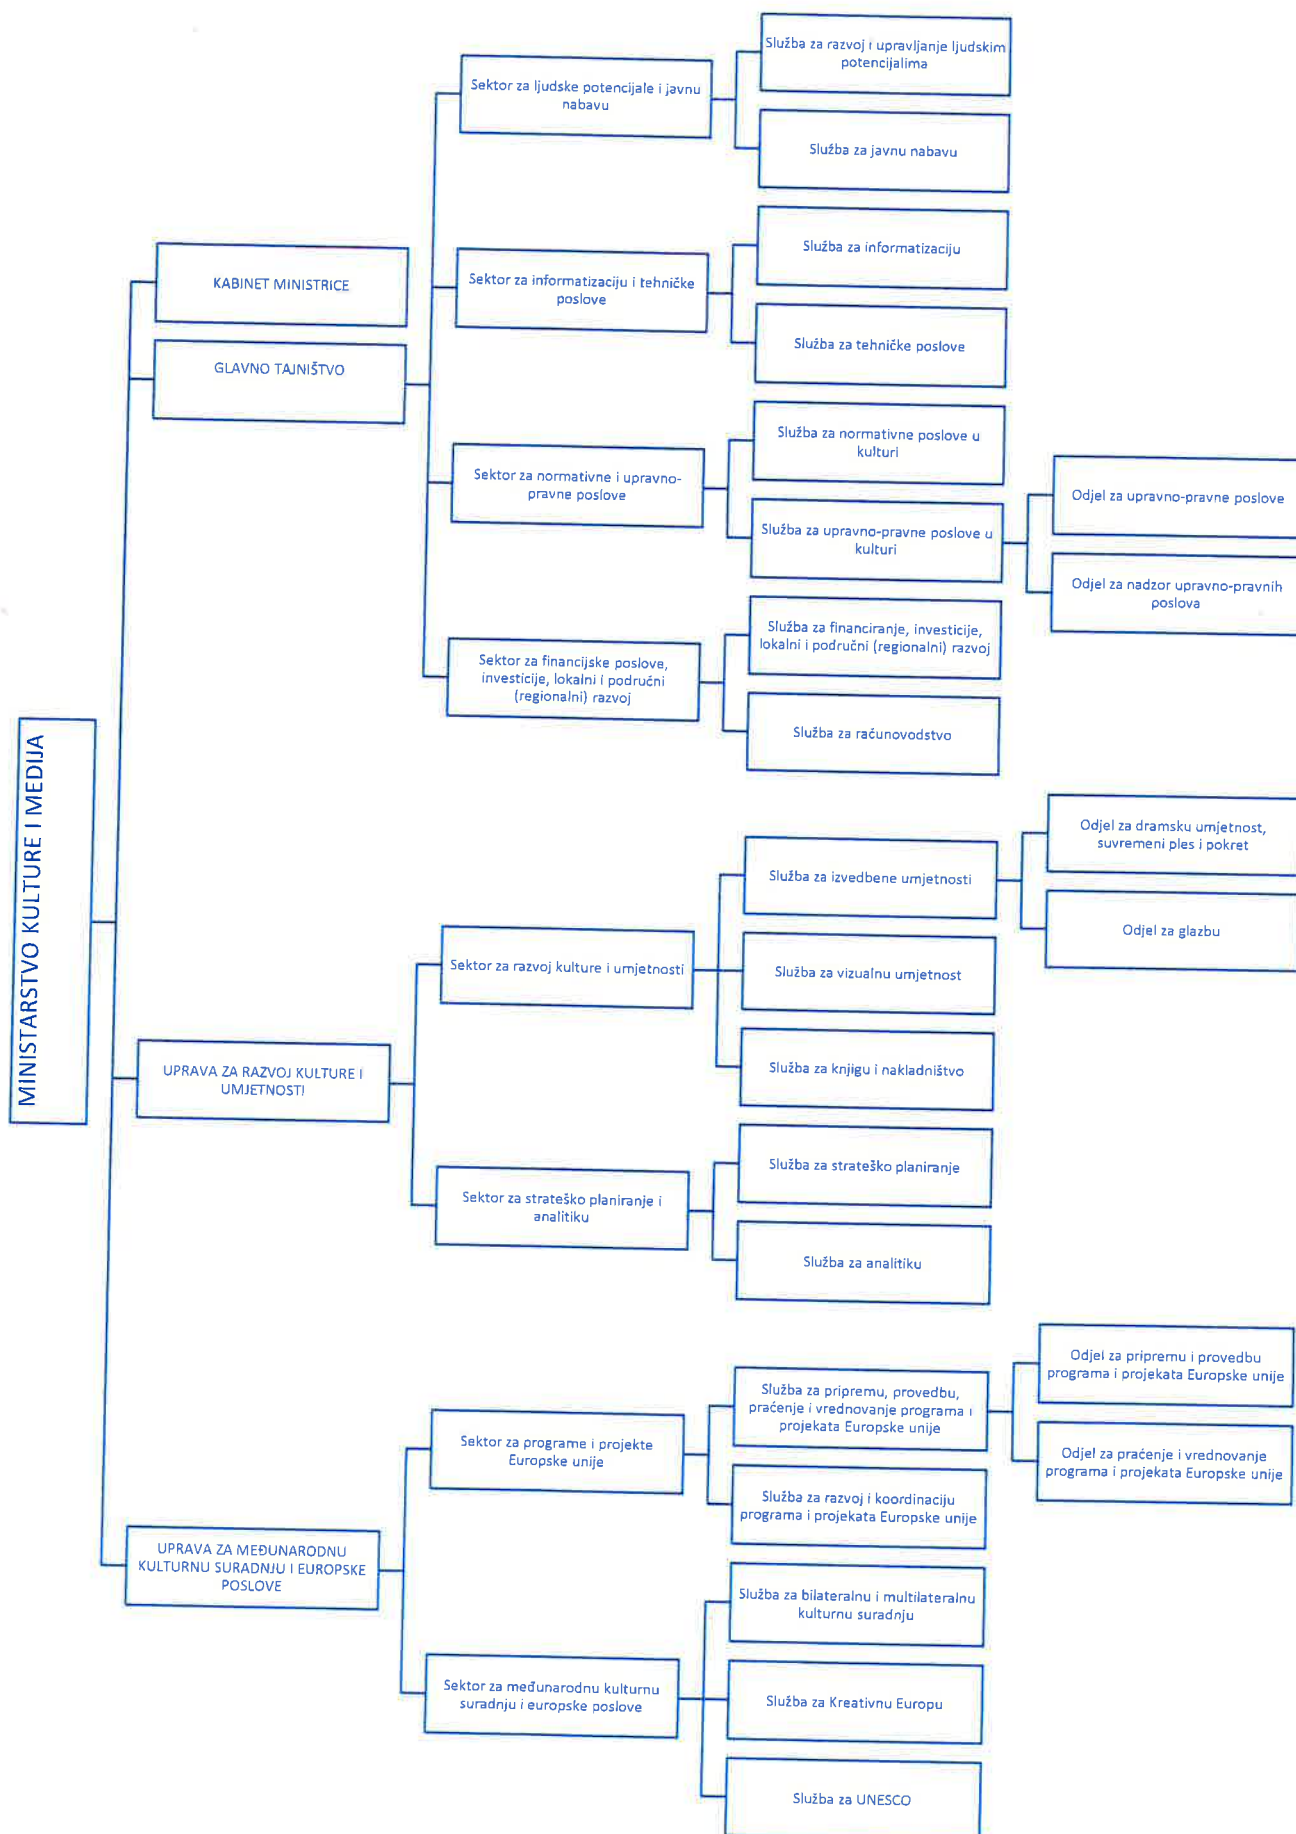 MINISTARSTVO KULTURE I MEDIJA
KABINET MINISTRICE
GLAVNO TAJNIŠTVO
Sektor za ljudske potencijale i javnu
nabavu
Služba za razvoj i upravljanje ljudskim
potencijalima
Služba za javnu nabavu
Sektor za informatizaciju i tehničke
poslove
Služba za informatizaciju
Služba za tehničke poslove
Sektor za normativne i upravno-
pravne poslove
Služba za normativne poslove u
kulturi
Služba za upravno-pravne poslove u
kulturi
Odjel za upravno-pravne poslove
Odjel za nadzor upravno-pravnih
poslova
Sektor za financijske poslove,
investicije, lokalni i područni
(regionalni) razvoj
Služba za financiranje, investicije,
lokalni i područni (regionalni) razvoj
Služba za računovodstvo
UPRAVA ZA RAZVOJ KULTURE I
UMJETNOSTI
Sektor za razvoj kulture i umjetnosti
Služba za izvedbene umjetnosti
Odjel za dramsku umjetnost,
suvremeni ples i pokret
Odjel za glazbu
Služba za vizualnu umjetnost
Služba za knjigu i nakladništvo
Sektor za strateško planiranje i
analitiku
Služba za strateško planiranje
Služba za analitiku
UPRAVA ZA MEĐUNARODNU
KULTURNU SURADNJU I EUROPSKE
POSLOVE
Sektor za programe i projekte
Europske unije
Služba za pripremu, provedbu,
praćenje i vrednovanje programa i
projekata Europske unije
Odjel za pripremu i provedbu
programa i projekata Europske unije
Odjel za praćenje i vrednovanje
programa i projekata Europske unije
Služba za razvoj i koordinaciju
programa i projekata Europske unije
Sektor za međunarodnu kulturnu
suradnju i europske poslove
Služba za bilateralnu i multilateralnu
kulturnu suradnju
Služba za Kreativnu Europu
Služba za UNESCO